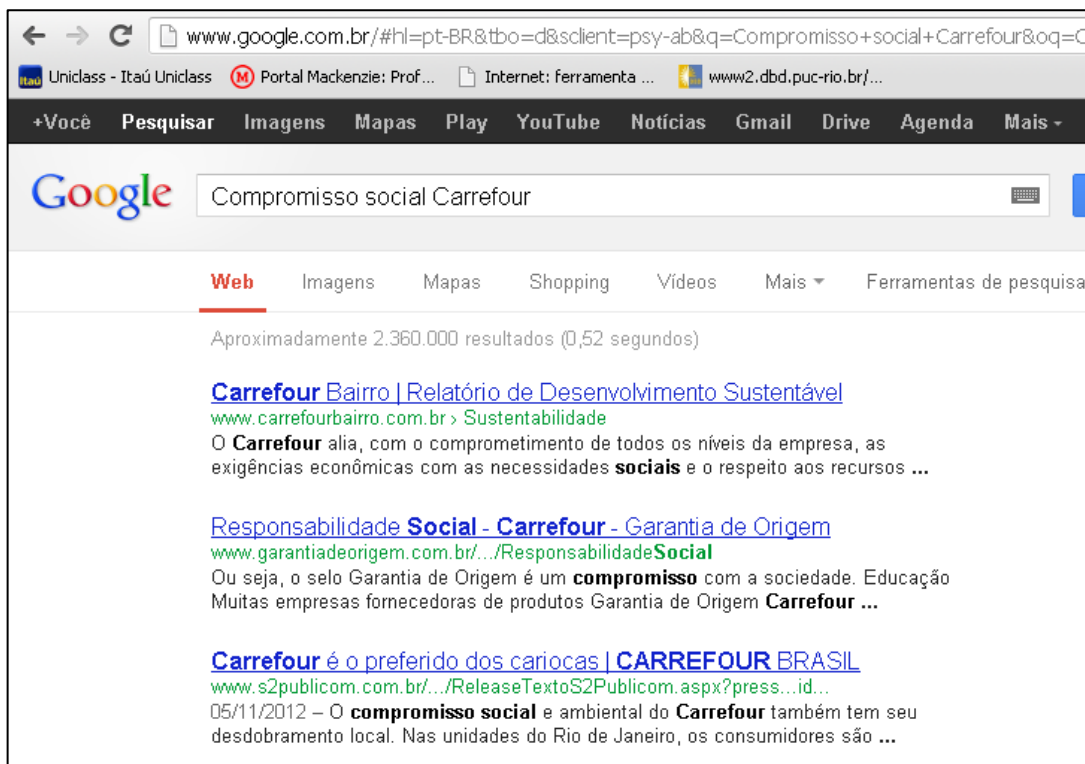 www.google.com.br/#hl=pt-BR&tbo=d&sclient=psy-ab&q=Compromisso+social+Carrefour&oq=C
Itaú Uniclass - Itaú Uniclass M Portal Mackenzie: Prof... Internet: ferramenta ... www2.dbd.puc-rio.br/...
+Você Pesquisar Imagens Mapas Play YouTube Notícias Gmail Drive Agenda Mais
Google Compromisso social Carrefour
Web Imagens Mapas Shopping Vídeos Mais Ferramentas de pesquisa
Aproximadamente 2.360.000 resultados (0,52 segundos)
Carrefour Bairro | Relatório de Desenvolvimento Sustentável
www.carrefourbairro.com.br › Sustentabilidade
O Carrefour alia, com o comprometimento de todos os níveis da empresa, as
exigências econômicas com as necessidades sociais e o respeito aos recursos ...
Responsabilidade Social - Carrefour - Garantia de Origem
www.garantiadeorigem.com.br/.../ResponsabilidadeSocial
Ou seja, o selo Garantia de Origem é um compromisso com a sociedade. Educação
Muitas empresas fornecedoras de produtos Garantia de Origem Carrefour ...
Carrefour é o preferido dos cariocas | CARREFOUR BRASIL
www.s2publicom.com.br/.../ReleaseTextoS2Publicom.aspx?press...id...
05/11/2012 – O compromisso social e ambiental do Carrefour também tem seu
desdobramento local. Nas unidades do Rio de Janeiro, os consumidores são ...